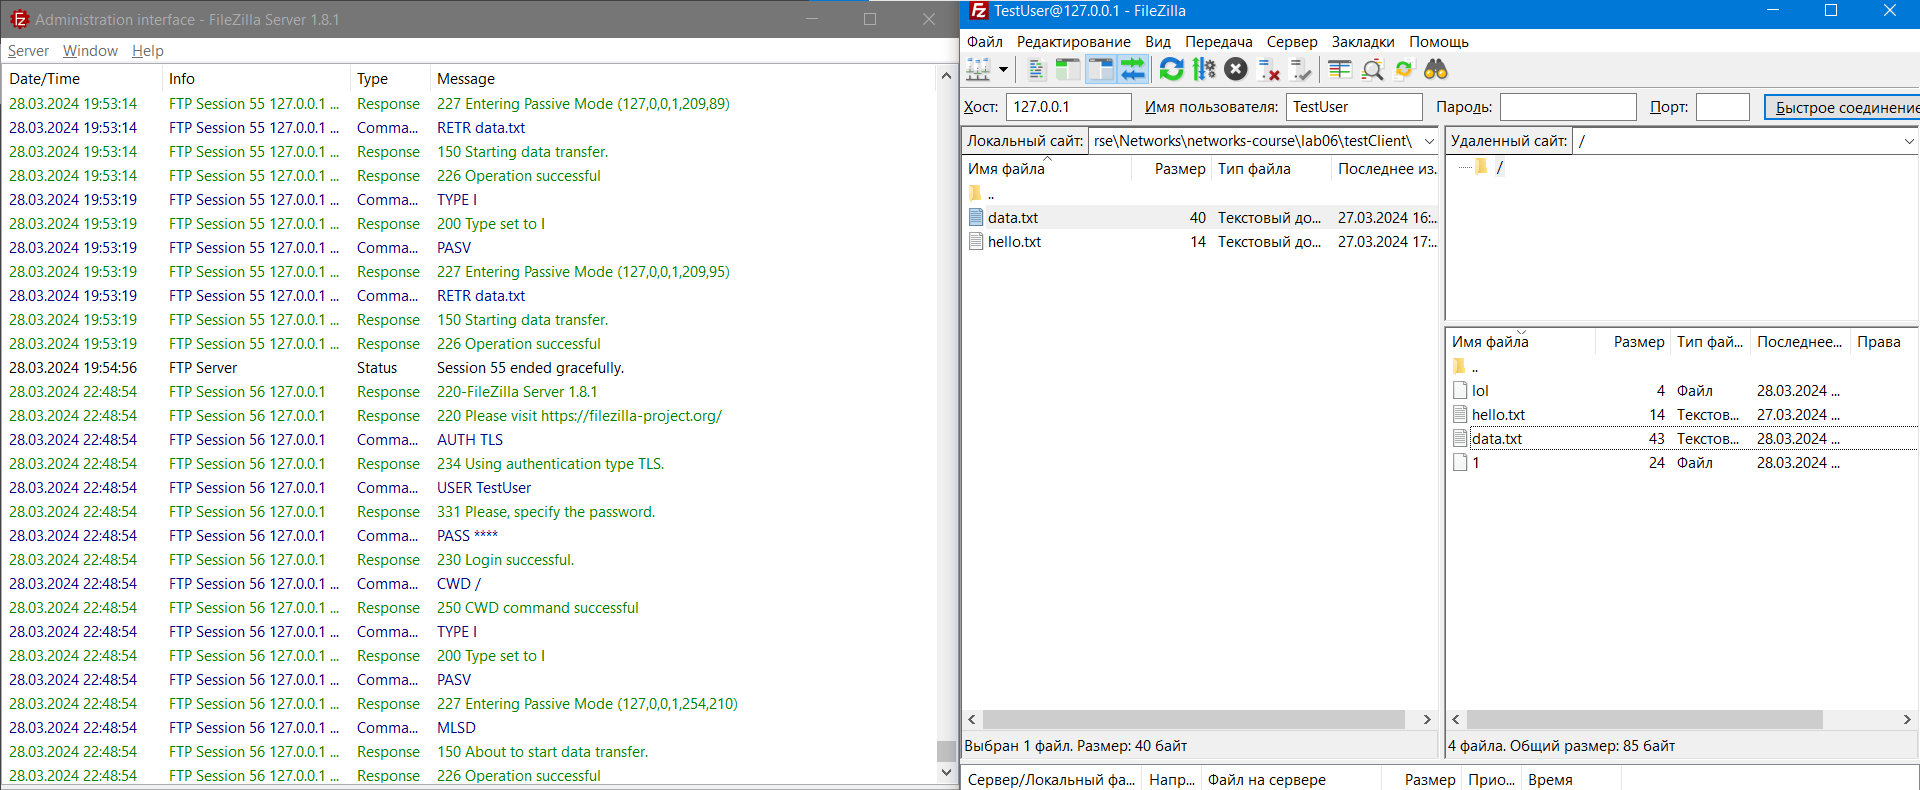 Administration interface - FileZilla Server 1.8.1
Server Window Help
Date/Time Info Type Message
28.03.2024 19:53:14 FTP Session 55 127.0.0.1 ... Response 227 Entering Passive Mode (127,0,0,1,209,89)
28.03.2024 19:53:14 FTP Session 55 127.0.0.1 ... Comma... RETR data.txt
28.03.2024 19:53:14 FTP Session 55 127.0.0.1 ... Response 150 Starting data transfer.
28.03.2024 19:53:14 FTP Session 55 127.0.0.1 ... Response 226 Operation successful
28.03.2024 19:53:19 FTP Session 55 127.0.0.1 ... Comma... TYPE I
28.03.2024 19:53:19 FTP Session 55 127.0.0.1 ... Response 200 Type set to I
28.03.2024 19:53:19 FTP Session 55 127.0.0.1 ... Comma... PASV
28.03.2024 19:53:19 FTP Session 55 127.0.0.1 ... Response 227 Entering Passive Mode (127,0,0,1,209,95)
28.03.2024 19:53:19 FTP Session 55 127.0.0.1 ... Comma... RETR data.txt
28.03.2024 19:53:19 FTP Session 55 127.0.0.1 ... Response 150 Starting data transfer.
28.03.2024 19:53:19 FTP Session 55 127.0.0.1 ... Response 226 Operation successful
28.03.2024 19:54:56 FTP Server Status Session 55 ended gracefully.
28.03.2024 22:48:54 FTP Session 56 127.0.0.1 Response 220-FileZilla Server 1.8.1
28.03.2024 22:48:54 FTP Session 56 127.0.0.1 Response 220 Please visit https://filezilla-project.org/
28.03.2024 22:48:54 FTP Session 56 127.0.0.1 Comma... AUTH TLS
28.03.2024 22:48:54 FTP Session 56 127.0.0.1 Response 234 Using authentication type TLS.
28.03.2024 22:48:54 FTP Session 56 127.0.0.1 Comma... USER TestUser
28.03.2024 22:48:54 FTP Session 56 127.0.0.1 Response 331 Please, specify the password.
28.03.2024 22:48:54 FTP Session 56 127.0.0.1 Comma... PASS ****
28.03.2024 22:48:54 FTP Session 56 127.0.0.1 Response 230 Login successful.
28.03.2024 22:48:54 FTP Session 56 127.0.0.1 ... Comma... CWD /
28.03.2024 22:48:54 FTP Session 56 127.0.0.1 ... Response 250 CWD command successful
28.03.2024 22:48:54 FTP Session 56 127.0.0.1 ... Comma... TYPE I
28.03.2024 22:48:54 FTP Session 56 127.0.0.1 ... Response 200 Type set to I
28.03.2024 22:48:54 FTP Session 56 127.0.0.1 ... Comma... PASV
28.03.2024 22:48:54 FTP Session 56 127.0.0.1 ... Response 227 Entering Passive Mode (127,0,0,1,254,210)
28.03.2024 22:48:54 FTP Session 56 127.0.0.1 ... Comma... MLSD
28.03.2024 22:48:54 FTP Session 56 127.0.0.1 ... Response 150 About to start data transfer.
28.03.2024 22:48:54 FTP Session 56 127.0.0.1 ... Response 226 Operation successful
TestUser@127.0.0.1 - FileZilla
Файл Редактирование Вид Передача Сервер Закладки Помощь
Хост: 127.0.0.1 Имя пользователя: TestUser Пароль: Порт: Быстрое соединение
Локальный сайт: rse\Networks\networks-course\lab06\testClient\
Имя файла Размер Тип файла Последнее из...
..
data.txt 40 Текстовый до... 27.03.2024 16:...
hello.txt 14 Текстовый до... 27.03.2024 17:...
Выбран 1 файл. Размер: 40 байт
Удаленный сайт: /
/
Имя файла Размер Тип фай... Последнее... Права
..
lol 4 Файл 28.03.2024 ...
hello.txt 14 Текстов... 27.03.2024 ...
data.txt 43 Текстов... 28.03.2024 ...
1 24 Файл 28.03.2024 ...
4 файла. Общий размер: 85 байт
Сервер/Локальный фа... Напр... Файл на сервере Размер Прио... Время